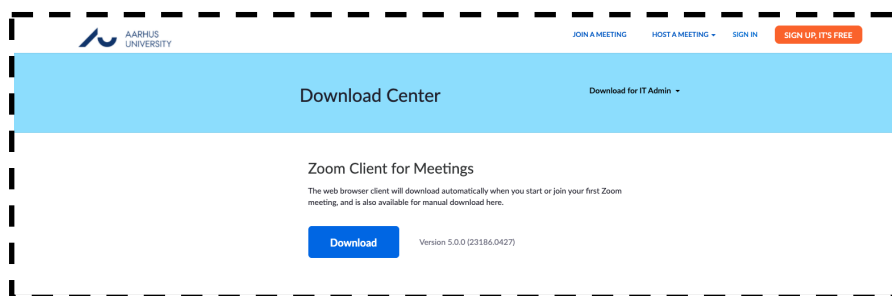 AARHUS
UNIVERSITY
JOIN A MEETING HOST A MEETING SIGN IN SIGN UP, IT'S FREE
Download Center
Download for IT Admin
Zoom Client for Meetings
The web browser client will download automatically when you start or join your first Zoom
meeting, and is also available for manual download here.
Download Version 5.0.0 (23186.0427)